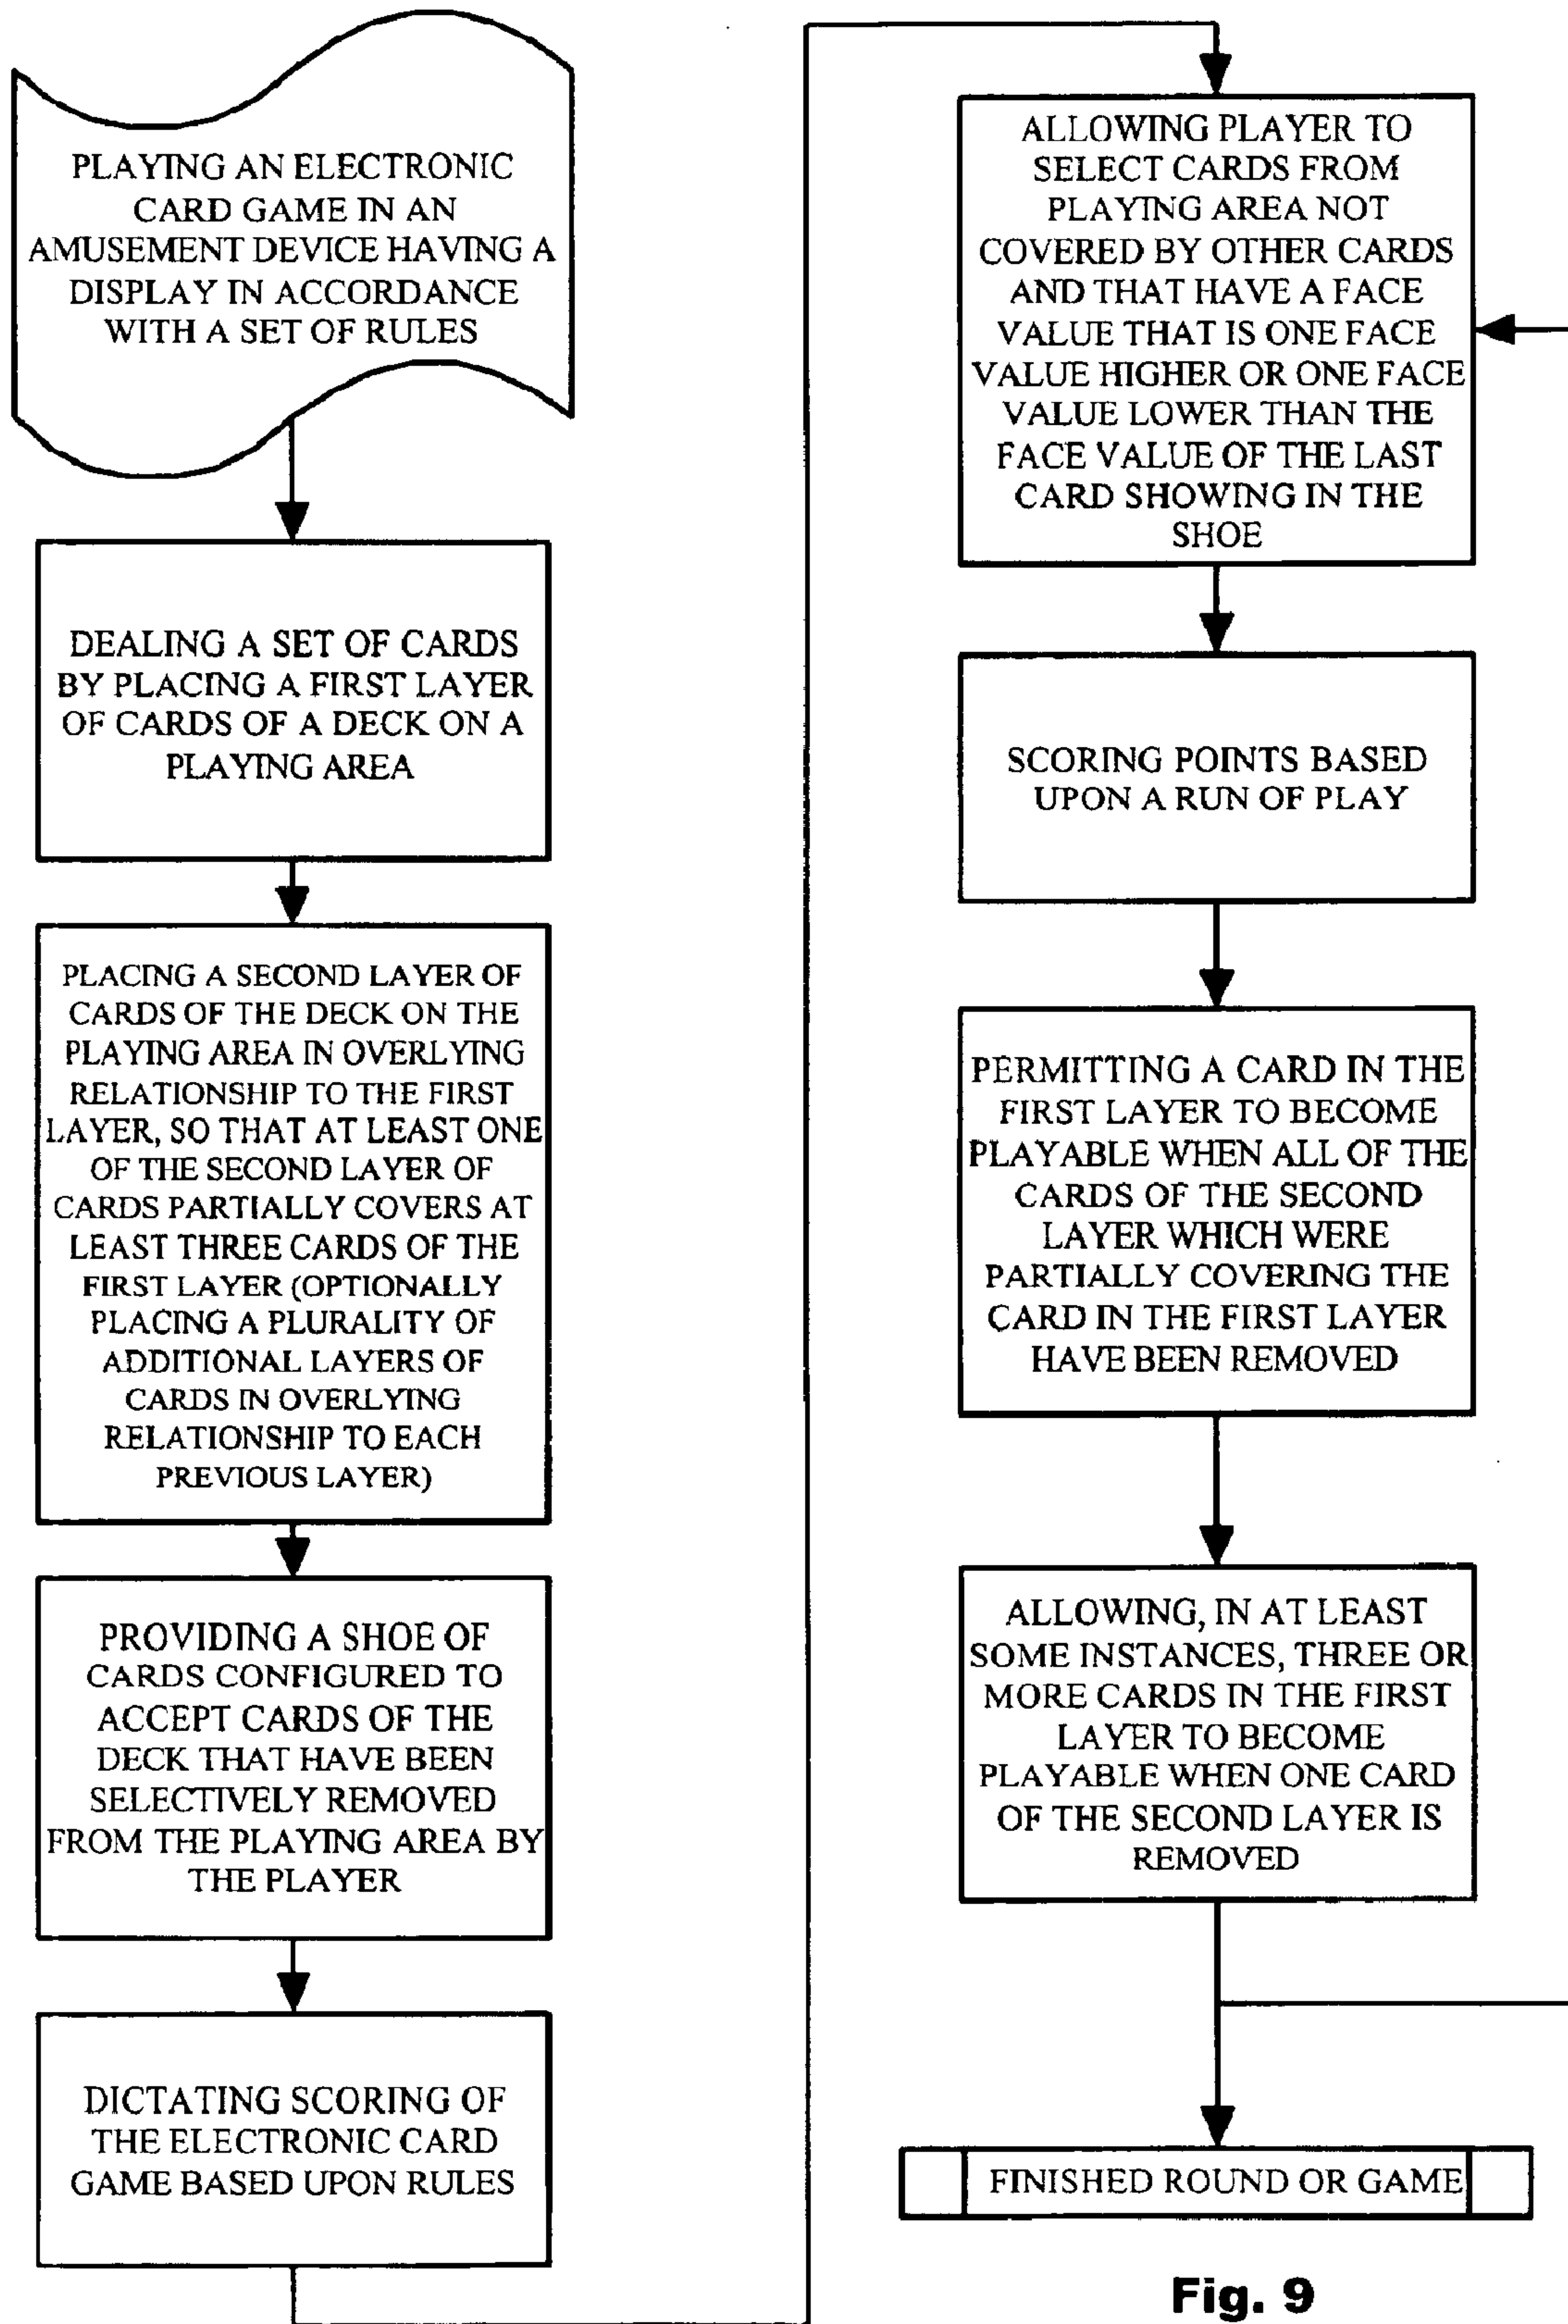 PLAYING AN ELECTRONIC
CARD GAME IN AN
AMUSEMENT DEVICE HAVING A
DISPLAY IN ACCORDANCE
WITH A SET OF RULES
DEALING A SET OF CARDS
BY PLACING A FIRST LAYER
OF CARDS OF A DECK ON A
PLAYING AREA
PLACING A SECOND LAYER OF
CARDS OF THE DECK ON THE
PLAYING AREA IN OVERLYING
RELATIONSHIP TO THE FIRST
LAYER, SO THAT AT LEAST ONE
OF THE SECOND LAYER OF
CARDS PARTIALLY COVERS AT
LEAST THREE CARDS OF THE
FIRST LAYER (OPTIONALLY
PLACING A PLURALITY OF
ADDITIONAL LAYERS OF
CARDS IN OVERLYING
RELATIONSHIP TO EACH
PREVIOUS LAYER)
PROVIDING A SHOE OF
CARDS CONFIGURED TO
ACCEPT CARDS OF THE
DECK THAT HAVE BEEN
SELECTIVELY REMOVED
FROM THE PLAYING AREA BY
THE PLAYER
DICTATING SCORING OF
THE ELECTRONIC CARD
GAME BASED UPON RULES
ALLOWING PLAYER TO
SELECT CARDS FROM
PLAYING AREA NOT
COVERED BY OTHER CARDS
AND THAT HAVE A FACE
VALUE THAT IS ONE FACE
VALUE HIGHER OR ONE FACE
VALUE LOWER THAN THE
FACE VALUE OF THE LAST
CARD SHOWING IN THE
SHOE
SCORING POINTS BASED
UPON A RUN OF PLAY
PERMITTING A CARD IN THE
FIRST LAYER TO BECOME
PLAYABLE WHEN ALL OF THE
CARDS OF THE SECOND
LAYER WHICH WERE
PARTIALLY COVERING THE
CARD IN THE FIRST LAYER
HAVE BEEN REMOVED
ALLOWING, IN AT LEAST
SOME INSTANCES, THREE OR
MORE CARDS IN THE FIRST
LAYER TO BECOME
PLAYABLE WHEN ONE CARD
OF THE SECOND LAYER IS
REMOVED
FINISHED ROUND OR GAME
Fig. 9